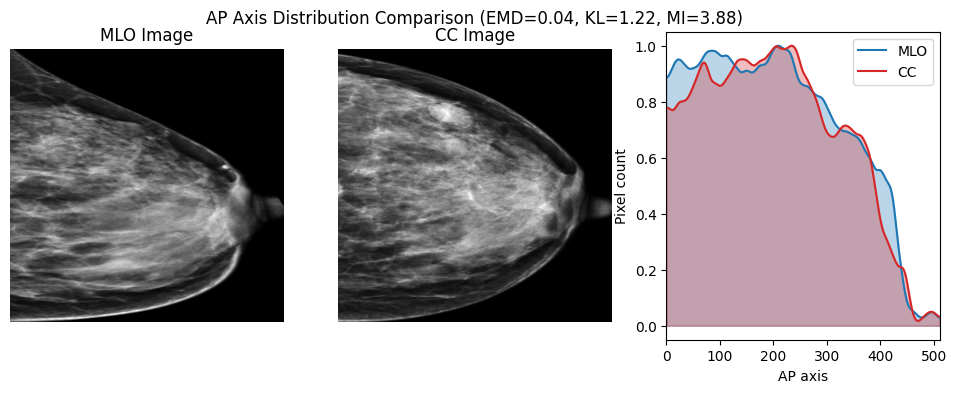 AP Axis Distribution Comparison (EMD=0.04, KL=1.22, MI=3.88)
MLO Image
CC Image
MLO
CC
Pixel count
1.0
0.8
0.6
0.4
0.2
0.0
0 100 200 300 400 500
AP axis